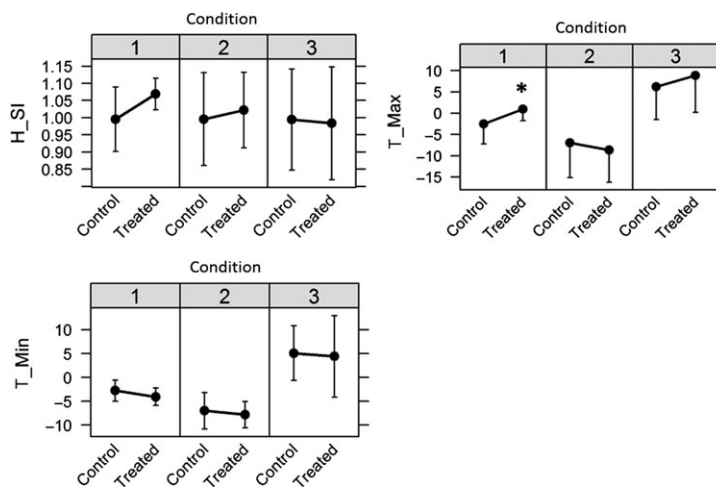 Condition
1 2 3
H_SI
1.15
1.10
1.05
1.00
0.95
0.90
0.85
Control Treated Control Treated Control Treated
Condition
1 2 3
T_Max
10
5
0
−5
−10
−15
*
Control Treated Control Treated Control Treated
Condition
1 2 3
T_Min
10
5
0
−5
−10
Control Treated Control Treated Control Treated